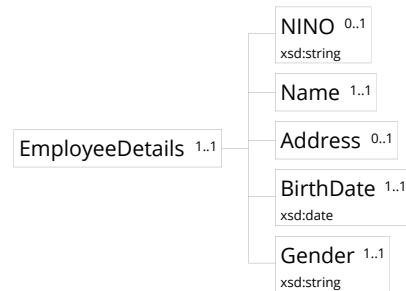 NINO 0..1
xsd:string
Name 1..1
Address 0..1
EmployeeDetails 1..1
BirthDate 1..1
xsd:date
Gender 1..1
xsd:string